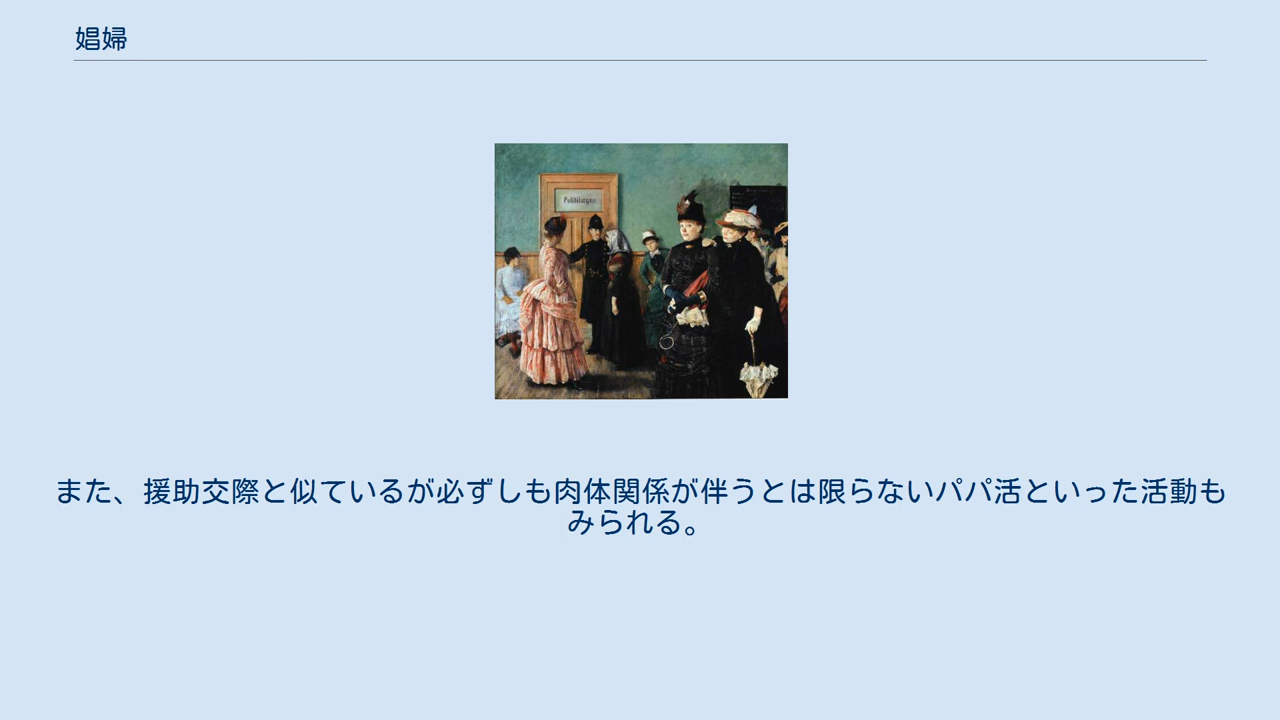 娼婦
また、援助交際と似ているが必ずしも肉体関係が伴うとは限らないパパ活といった活動も
みられる。